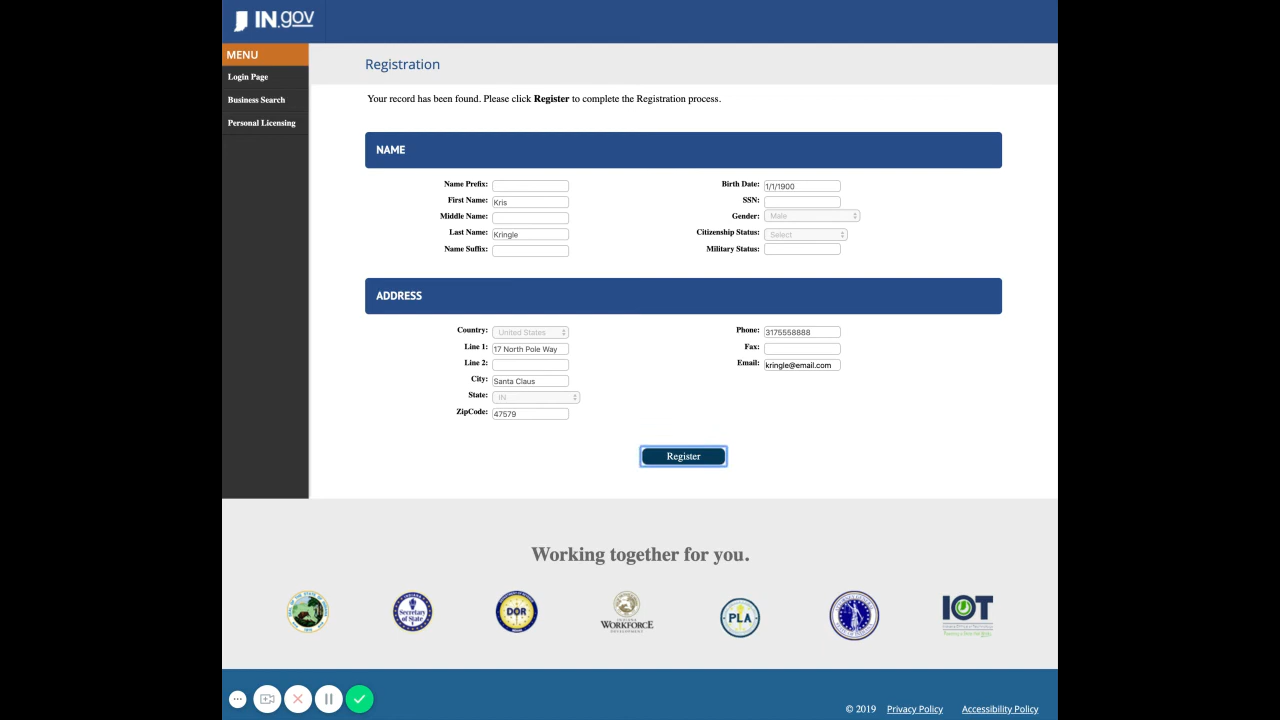 IN.gov
MENU
Login Page
Business Search
Personal Licensing
Registration
Your record has been found. Please click Register to complete the Registration process.
NAME
Name Prefix:
First Name: Kris
Middle Name:
Last Name: Kringle
Name Suffix:
Birth Date: 1/1/1900
SSN:
Gender: Male
Citizenship Status: Select
Military Status:
ADDRESS
Country: United States
Line 1: 17 North Pole Way
Line 2:
City: Santa Claus
State: IN
ZipCode: 47579
Phone: 3175558888
Fax:
Email: kringle@email.com
Register
Working together for you.
Secretary
of State
DOR
INDIANA
WORKFORCE
DEVELOPMENT
PLA
IOT
© 2019 Privacy Policy Accessibility Policy